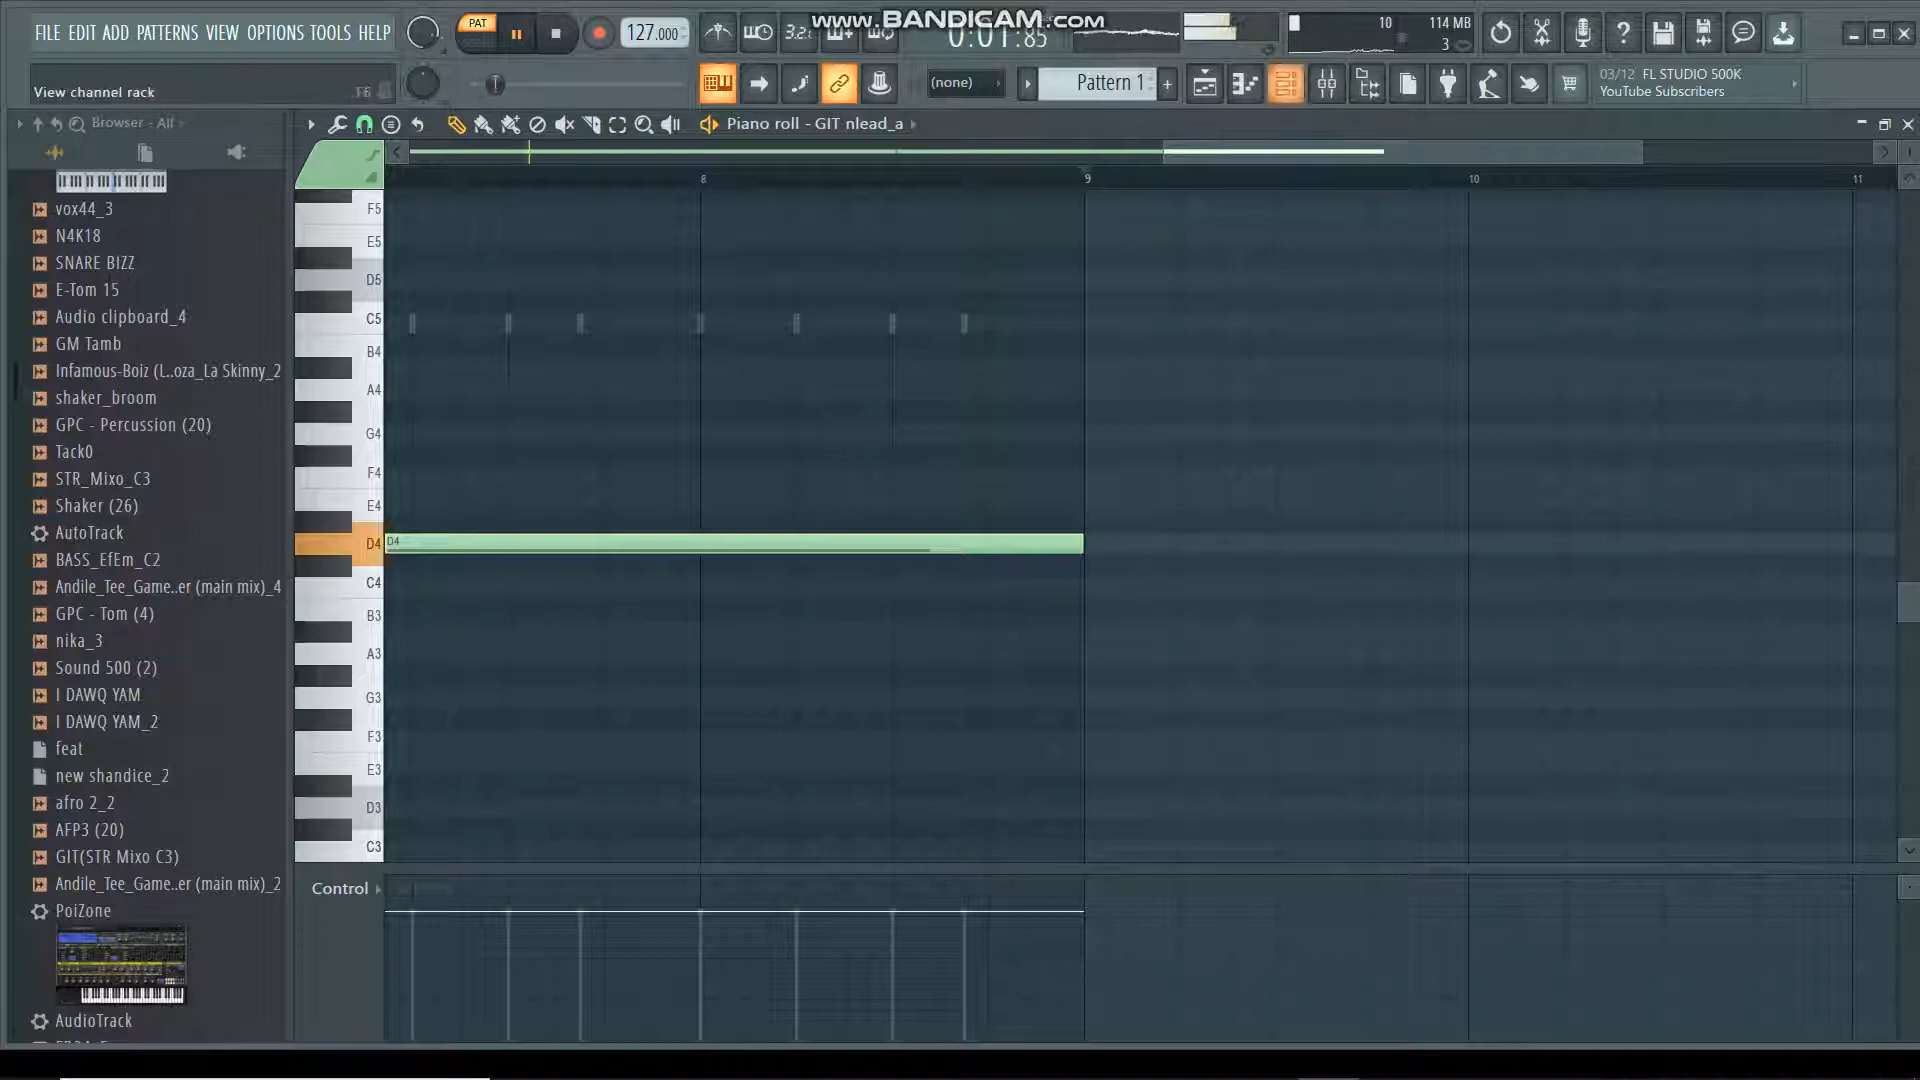 www.BANDICAM.com
FILE EDIT ADD PATTERNS VIEW OPTIONS TOOLS HELP
PAT
127.000
3.2
0:01:85
10
114 MB
3
View channel rack
F6
(none)
Pattern 1
03/12 FL STUDIO 500K
YouTube Subscribers
Browser - All
Piano roll - GIT nlead_a
8
9
10
11
vox44_3
N4K18
SNARE BIZZ
E-Tom 15
Audio clipboard_4
GM Tamb
Infamous-Boiz (L..oza_La Skinny_2
shaker_broom
GPC - Percussion (20)
Tack0
STR_Mixo_C3
Shaker (26)
AutoTrack
BASS_EfEm_C2
Andile_Tee_Game..er (main mix)_4
GPC - Tom (4)
nika_3
Sound 500 (2)
I DAWQ YAM
I DAWQ YAM_2
feat
new shandice_2
afro 2_2
AFP3 (20)
GIT(STR Mixo C3)
Andile_Tee_Game..er (main mix)_2
PoiZone
AudioTrack
F5
E5
D5
C5
B4
A4
G4
F4
E4
D4
D4
C4
B3
A3
G3
F3
E3
D3
C3
Control